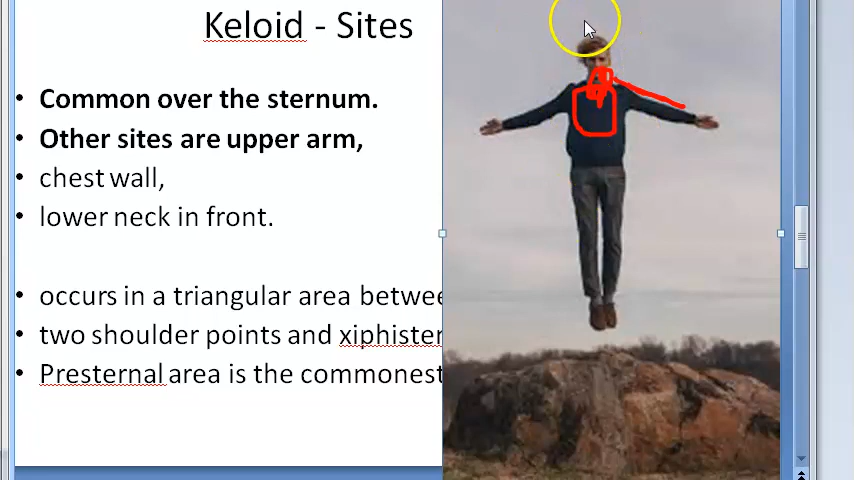 Keloid - Sites
• Common over the sternum.
• Other sites are upper arm,
• chest wall,
• lower neck in front.
• occurs in a triangular area betwee
• two shoulder points and xiphister
• Presternal area is the commonest